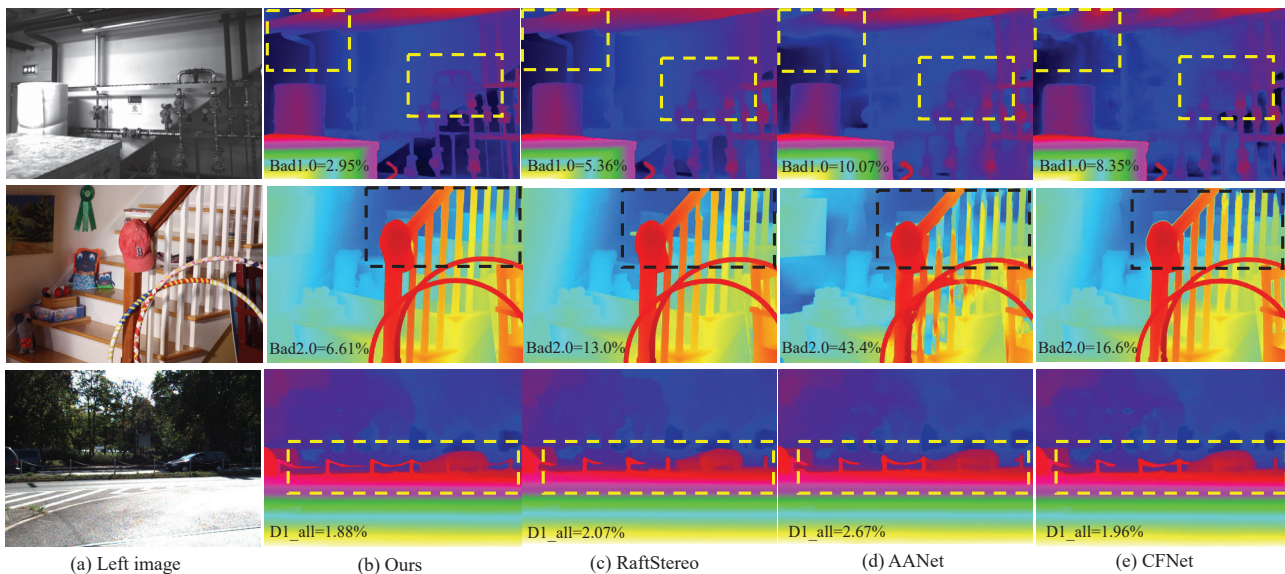 Bad1.0=2.95%
Bad1.0=5.36%
Bad1.0=10.07%
Bad1.0=8.35%
Bad2.0=6.61%
Bad2.0=13.0%
Bad2.0=43.4%
Bad2.0=16.6%
D1_all=1.88%
D1_all=2.07%
D1_all=2.67%
D1_all=1.96%
(a) Left image
(b) Ours
(c) RaftStereo
(d) AANet
(e) CFNet